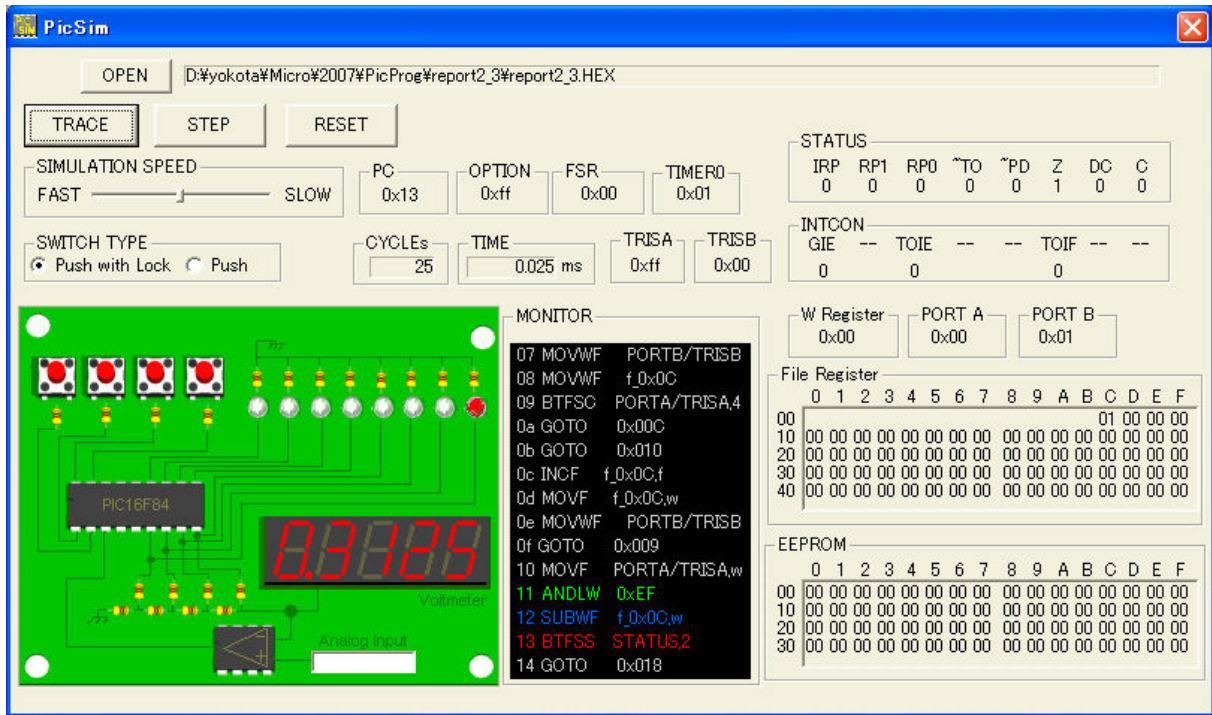 PicSim
OPEN D:¥yokota¥Micro¥2007¥PicProg¥report2_3¥report2_3.HEX
TRACE STEP RESET
SIMULATION SPEED
FAST SLOW
PC
0x13
OPTION
0xff
FSR
0x00
TIMER0
0x01
STATUS
IRP RP1 RP0 ~TO ~PD Z DC C
0 0 0 0 0 1 0 0
SWITCH TYPE
Push with Lock Push
CYCLEs
25
TIME
0.025 ms
TRISA
0xff
TRISB
0x00
INTCON
GIE -- TOIE -- -- TOIF -- --
0 0 0
PIC16F84
0.3125
Voltmeter
Analog Input
MONITOR
07 MOVWF PORTB/TRISB
08 MOVWF f_0x0C
09 BTFSC PORTA/TRISA,4
0a GOTO 0x00C
0b GOTO 0x010
0c INCF f_0x0C,f
0d MOVF f_0x0C,w
0e MOVWF PORTB/TRISB
0f GOTO 0x009
10 MOVF PORTA/TRISA,w
11 ANDLW 0xEF
12 SUBWF f_0x0C,w
13 BTFSS STATUS,2
14 GOTO 0x018
W Register
0x00
PORT A
0x00
PORT B
0x01
File Register
0 1 2 3 4 5 6 7 8 9 A B C D E F
00 01 00 00 00
10 00 00 00 00 00 00 00 00 00 00 00 00 00 00 00 00
20 00 00 00 00 00 00 00 00 00 00 00 00 00 00 00 00
30 00 00 00 00 00 00 00 00 00 00 00 00 00 00 00 00
40 00 00 00 00 00 00 00 00 00 00 00 00 00 00 00 00
EEPROM
0 1 2 3 4 5 6 7 8 9 A B C D E F
00 00 00 00 00 00 00 00 00 00 00 00 00 00 00 00 00
10 00 00 00 00 00 00 00 00 00 00 00 00 00 00 00 00
20 00 00 00 00 00 00 00 00 00 00 00 00 00 00 00 00
30 00 00 00 00 00 00 00 00 00 00 00 00 00 00 00 00